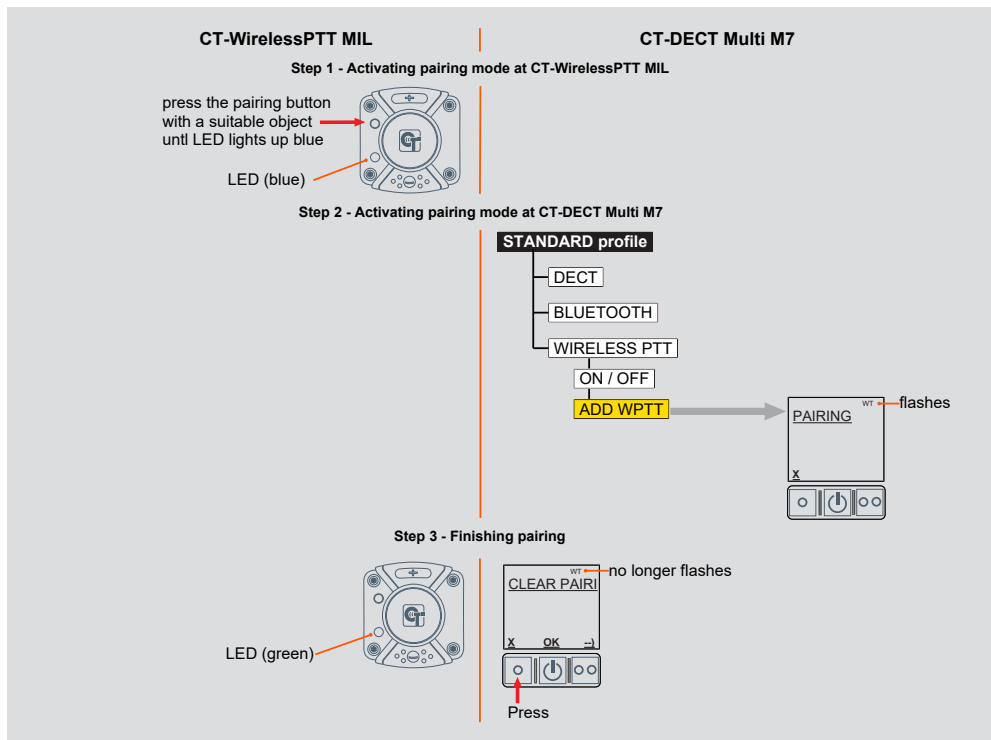 CT-WirelessPTT MIL
CT-DECT Multi M7
Step 1 - Activating pairing mode at CT-WirelessPTT MIL
press the pairing button
with a suitable object
untl LED lights up blue
LED (blue)
CT
Step 2 - Activating pairing mode at CT-DECT Multi M7
STANDARD profile
DECT
BLUETOOTH
WIRELESS PTT
ON / OFF
ADD WPTT
WT
flashes
PAIRING
X
Step 3 - Finishing pairing
CT
LED (green)
WT
no longer flashes
CLEAR PAIRI
X OK --)
Press